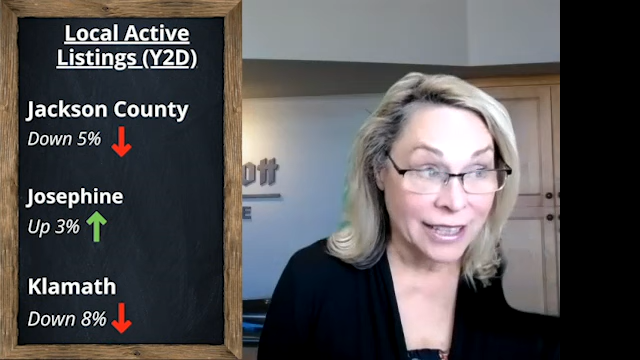 Local Active
Listings (Y2D)
Jackson County
Down 5%
Josephine
Up 3%
Klamath
Down 8%